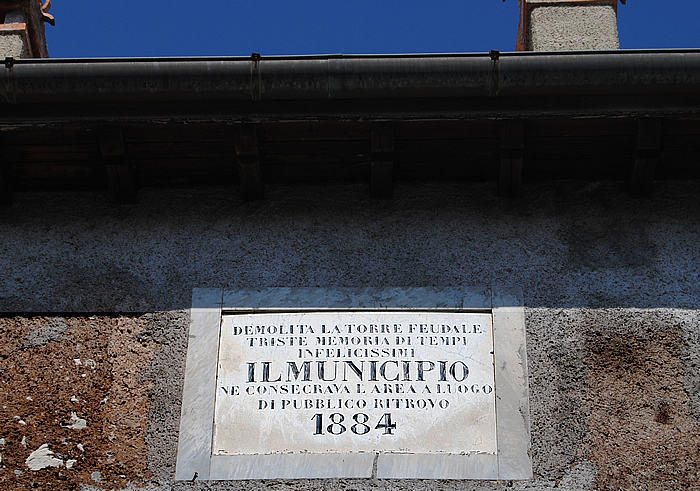 DEMOLITA LA TORRE FEUDALE
TRISTE MEMORIA DI TEMPI
INFELICISSIMI
IL MUNICIPIO
NE CONSECRAVA L AREA A LUOGO
DI PUBBLICO RITROVO
1884